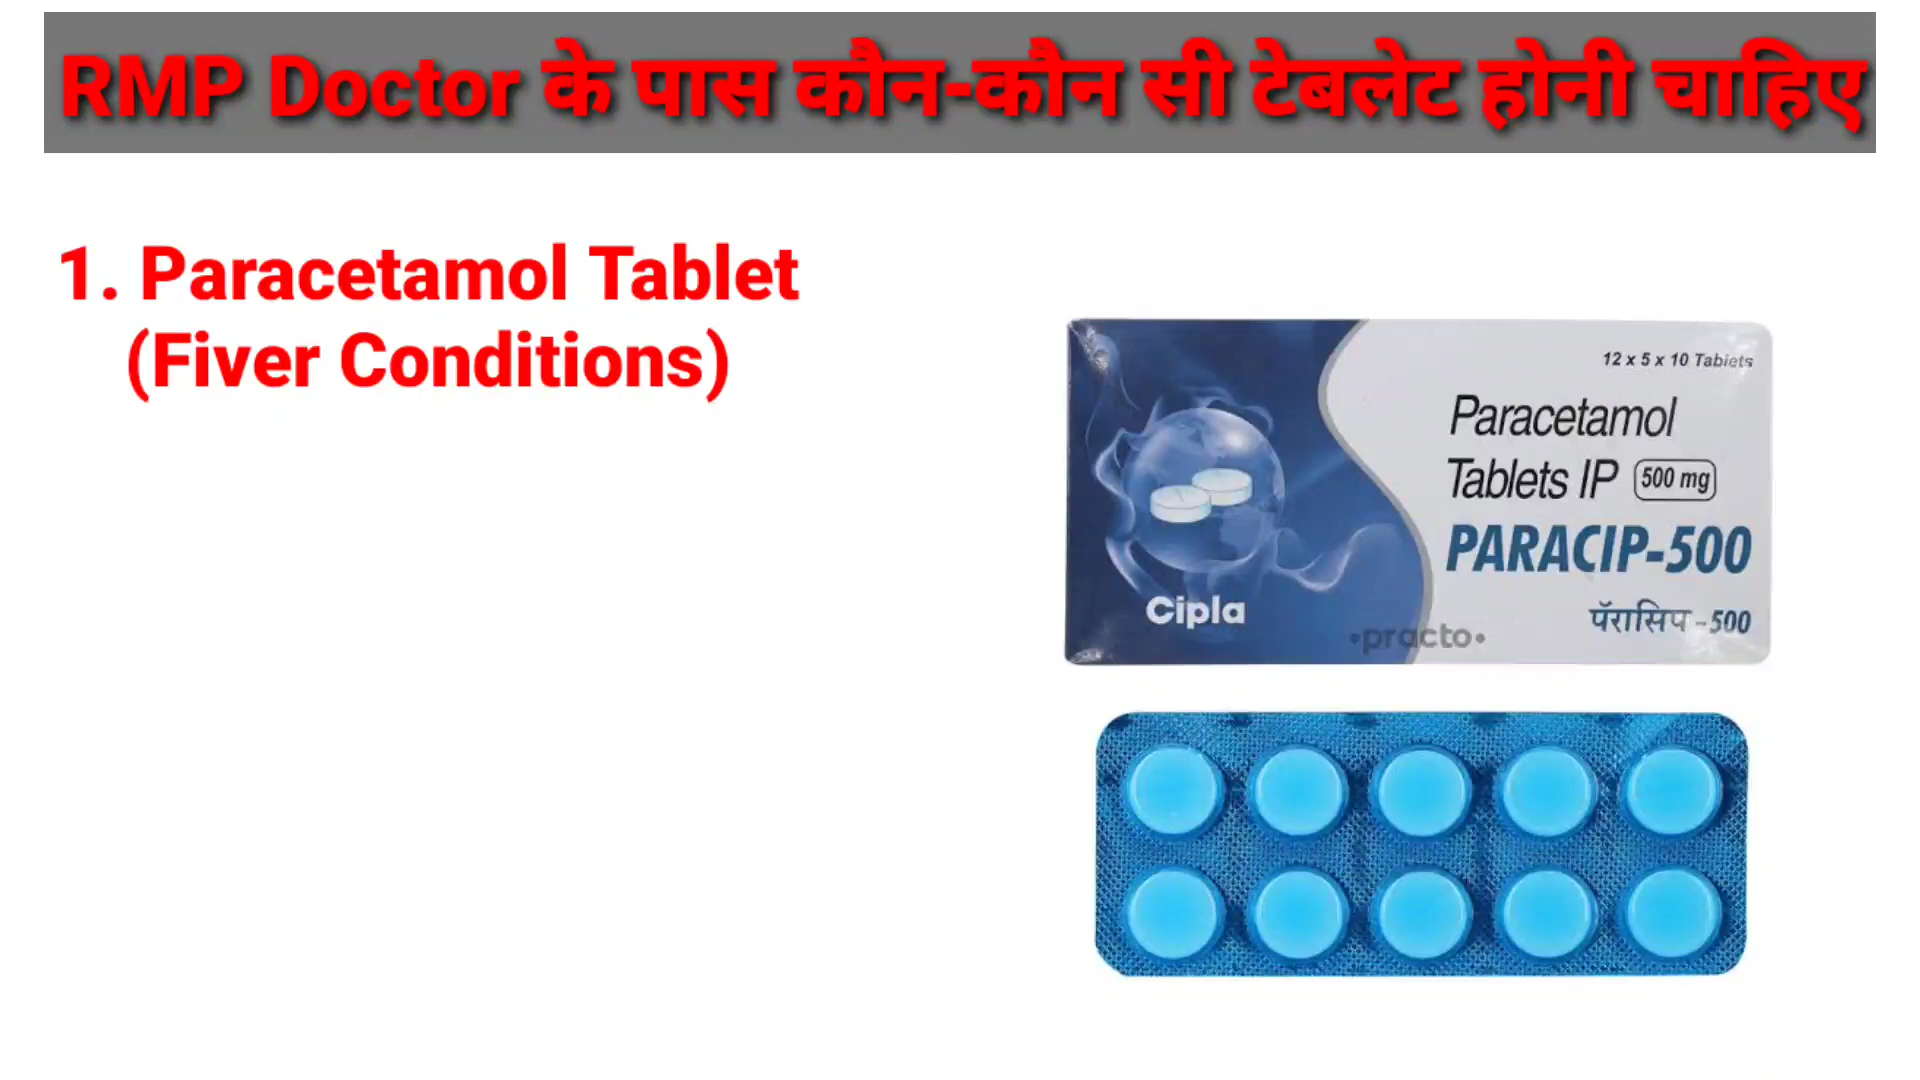 RMP Doctor के पास कौन-कौन सी टेबलेट होनी चाहिए
1. Paracetamol Tablet
(Fiver Conditions)
12 x 5 x 10 Tablets
Paracetamol
Tablets IP 500 mg
PARACIP-500
Cipla
पॅरासिप - 500
•practo•